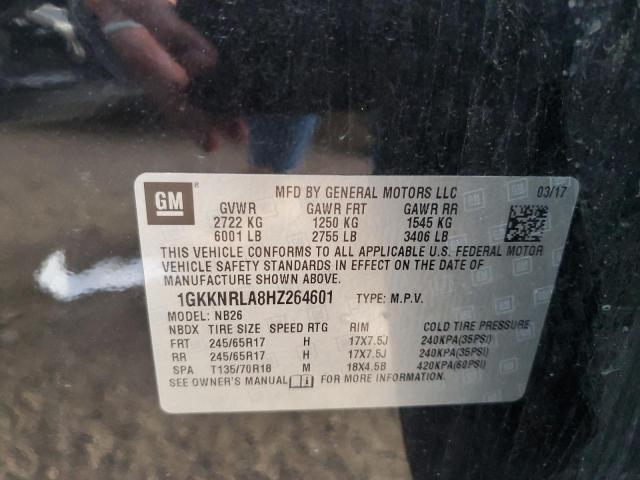 GM ®
MFD BY GENERAL MOTORS LLC 03/17
GVWR GAWR FRT GAWR RR
2722 KG 1250 KG 1545 KG
6001 LB 2755 LB 3406 LB
THIS VEHICLE CONFORMS TO ALL APPLICABLE U.S. FEDERAL MOTOR
VEHICLE SAFETY STANDARDS IN EFFECT ON THE DATE OF
MANUFACTURE SHOWN ABOVE.
1GKKNRLA8HZ264601 TYPE: M.P.V.
MODEL: NB26
NBDX TIRE SIZE SPEED RTG RIM COLD TIRE PRESSURE
FRT 245/65R17 H 17X7.5J 240KPA(35PSI)
RR 245/65R17 H 17X7.5J 240KPA(35PSI)
SPA T135/70R18 M 18X4.5B 420KPA(60PSI)
SEE OWNER'S MANUAL FOR MORE INFORMATION.